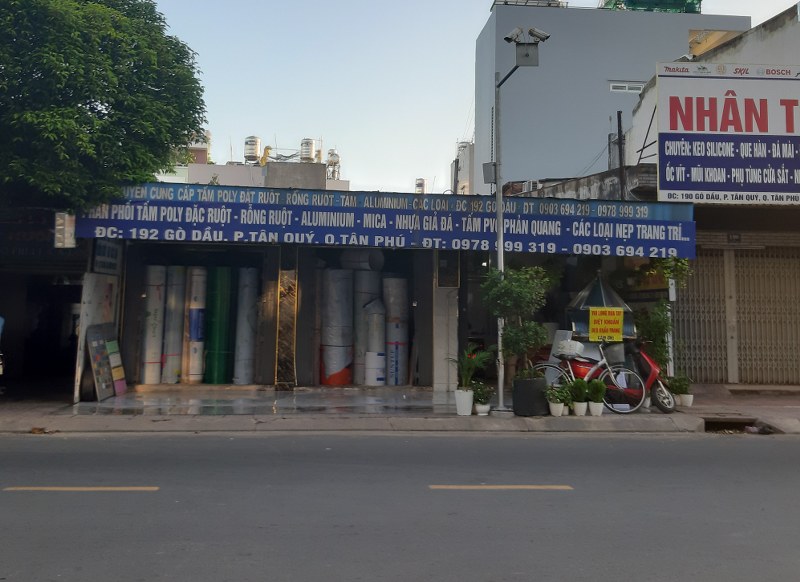 CHUYÊN CUNG CẤP TẤM POLY ĐẶT RUỘT RỖNG RUỘT - TẤM ALUMINIUM - CÁC LOẠI - ĐC 192 GÒ DẦU - ĐT 0903 694 219 - 0978 999 319
PHÂN PHỐI TẤM POLY ĐẶC RUỘT - RỖNG RUỘT - ALUMINIUM - MICA - NHỰA GIẢ ĐÁ - TẤM PVC PHẢN QUANG - CÁC LOẠI NẸP TRANG TRÍ...
ĐC: 192 GÒ DẦU, P.TÂN QUÝ, Q.TÂN PHÚ - ĐT: 0978 999 319 - 0903 694 219
Makita SKIL BOSCH
NHÂN T
CHUYÊN: KEO SILICONE - QUE HÀN - ĐÁ MÀI -
ỐC VÍT - MŨI KHOAN - PHỤ TÙNG CỬA SẮT -
ĐC: 190 GÒ DẦU, P. TÂN QUÝ, Q. TÂN PHÚ